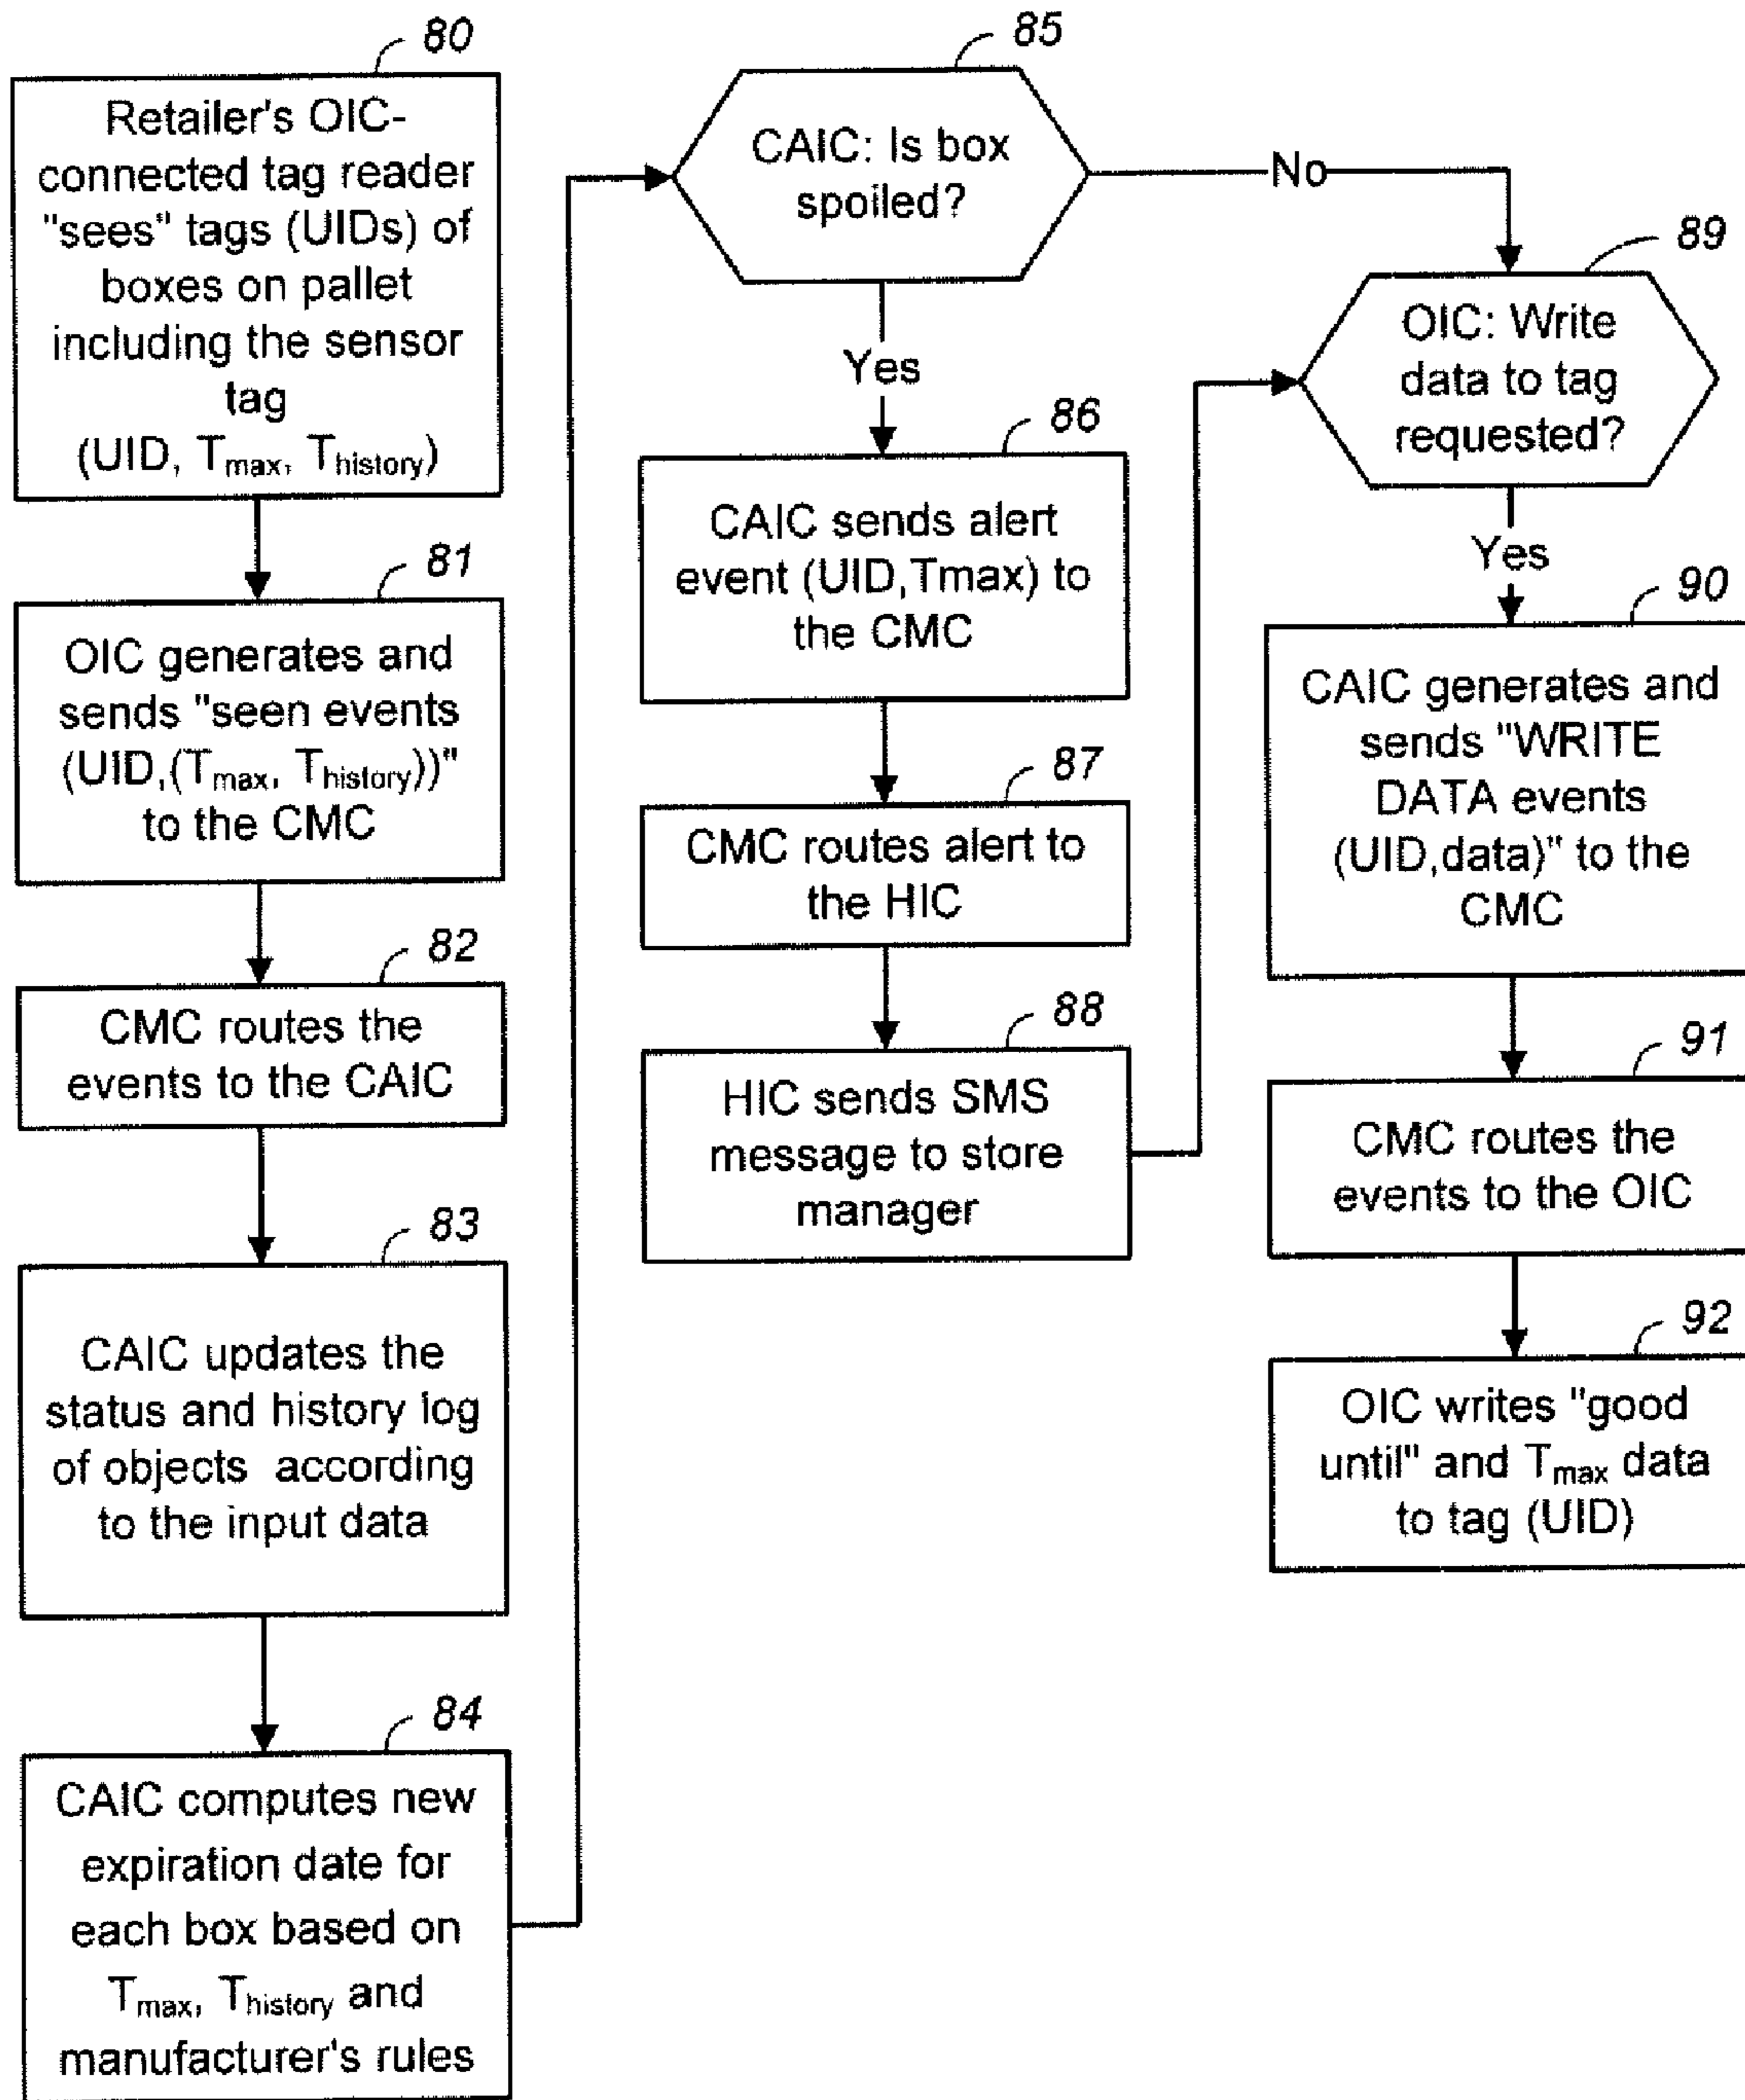 80
Retailer's OIC-
connected tag reader
"sees" tags (UIDs) of
boxes on pallet
including the sensor
tag
(UID, Tmax, Thistory)
81
OIC generates and
sends "seen events
(UID,(Tmax, Thistory))"
to the CMC
82
CMC routes the
events to the CAIC
83
CAIC updates the
status and history log
of objects according
to the input data
84
CAIC computes new
expiration date for
each box based on
Tmax, Thistory and
manufacturer's rules
85
CAIC: Is box
spoiled?
No
Yes
86
CAIC sends alert
event (UID,Tmax) to
the CMC
87
CMC routes alert to
the HIC
88
HIC sends SMS
message to store
manager
89
OIC: Write
data to tag
requested?
Yes
90
CAIC generates and
sends "WRITE
DATA events
(UID,data)" to the
CMC
91
CMC routes the
events to the OIC
92
OIC writes "good
until" and Tmax data
to tag (UID)